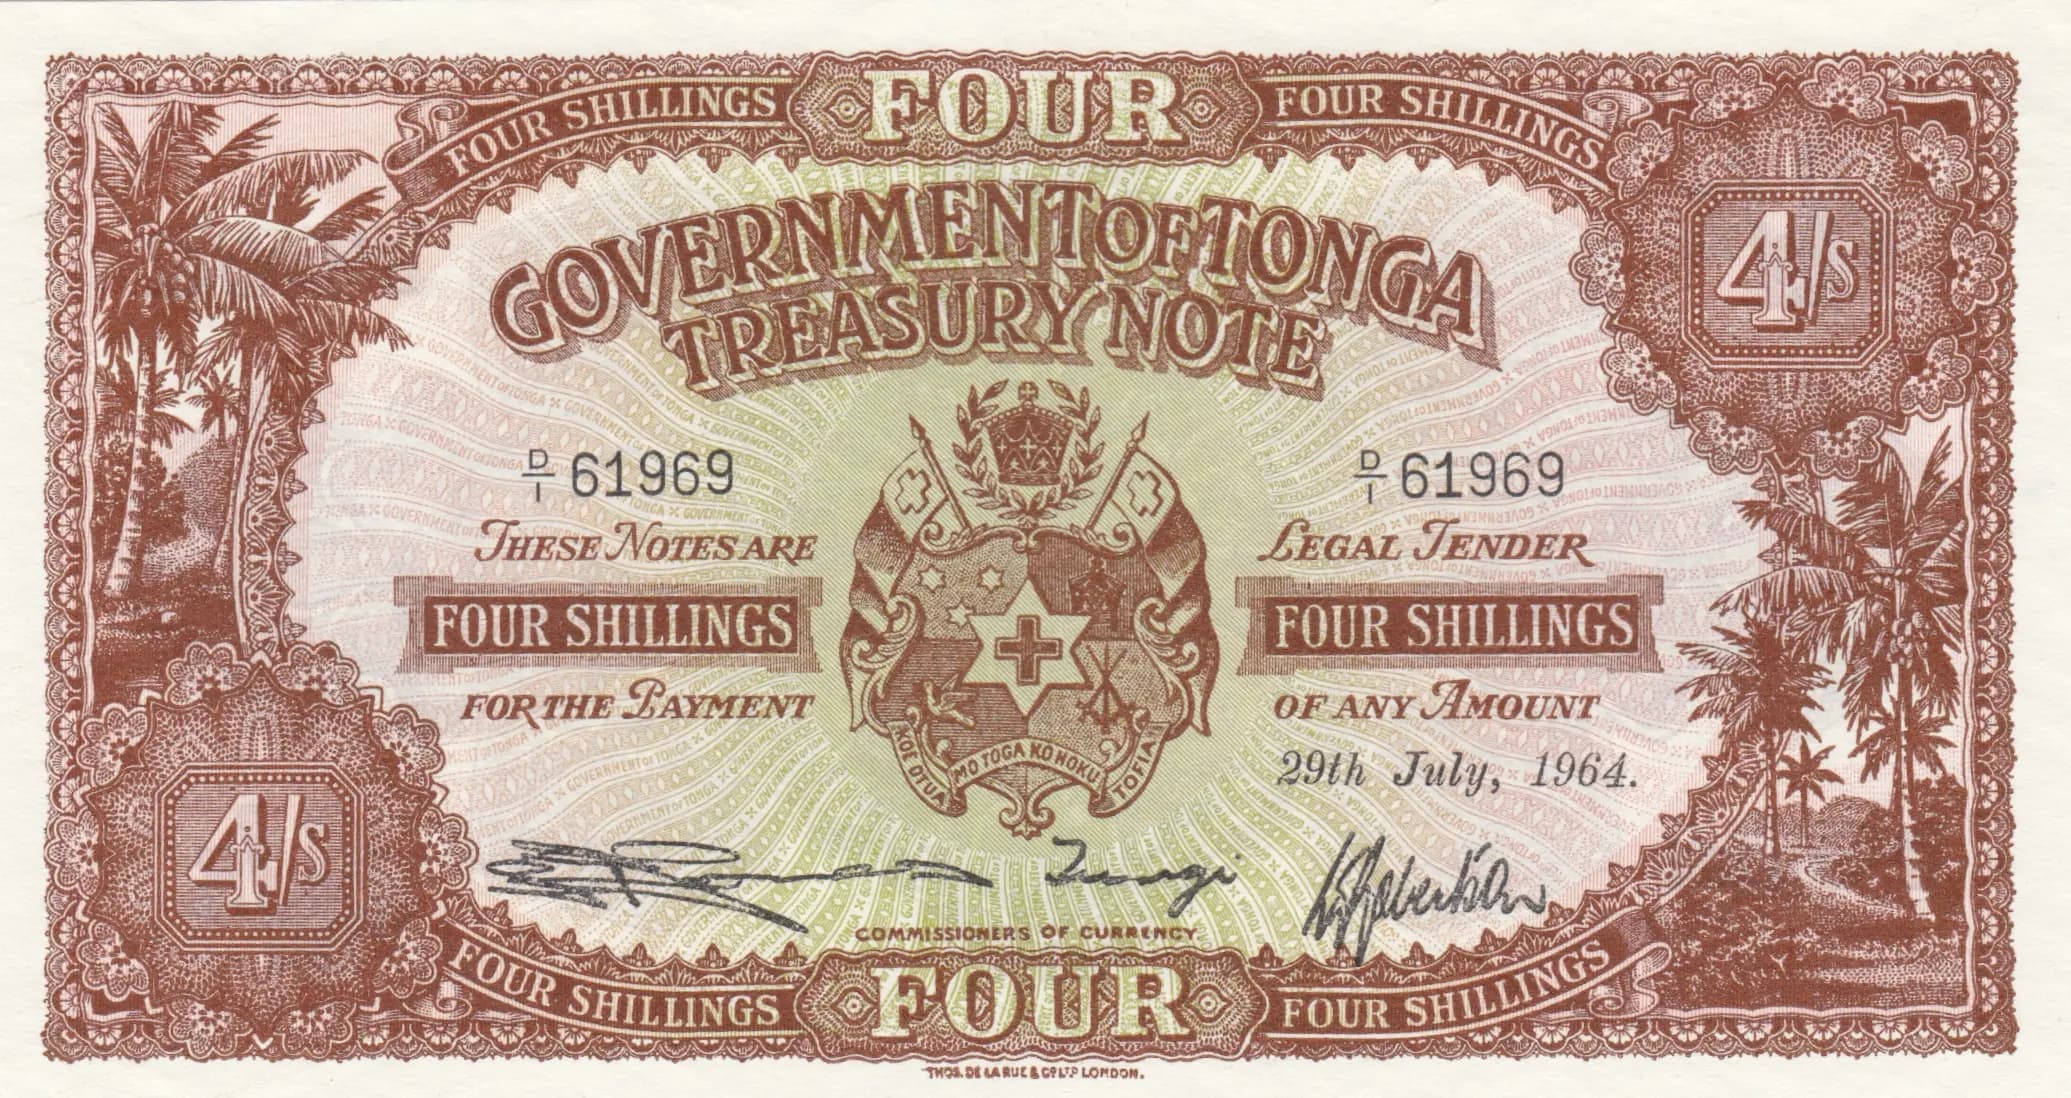 FOUR SHILLINGS FOUR FOUR SHILLINGS
GOVERNMENT OF TONGA
TREASURY NOTE
4/s
D/1 61969 D/1 61969
THESE NOTES ARE LEGAL TENDER
FOUR SHILLINGS FOUR SHILLINGS
FOR THE PAYMENT OF ANY AMOUNT
KOE OTUA MO TOGA KO HOKU TOFIA
29th July, 1964.
4/s
Tungi
COMMISSIONERS OF CURRENCY
FOUR SHILLINGS FOUR FOUR SHILLINGS
THOS. DE LA RUE & CO LTD LONDON.